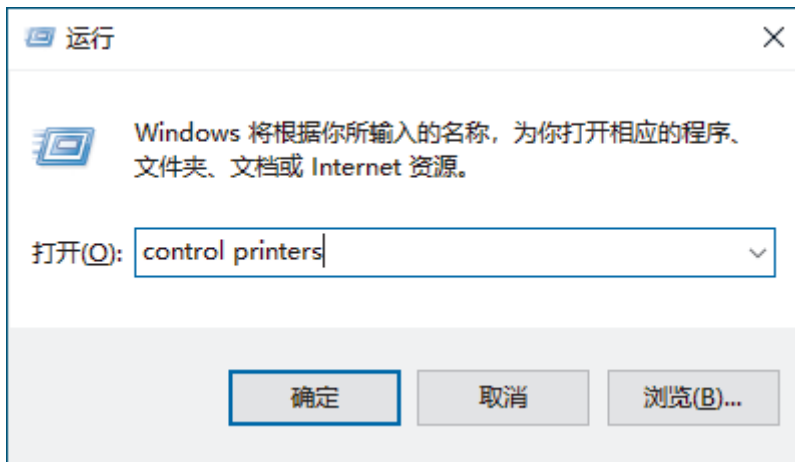 运行
Windows 将根据你所输入的名称，为你打开相应的程序、
文件夹、文档或 Internet 资源。
打开(O): control printers
确定 取消 浏览(B)...